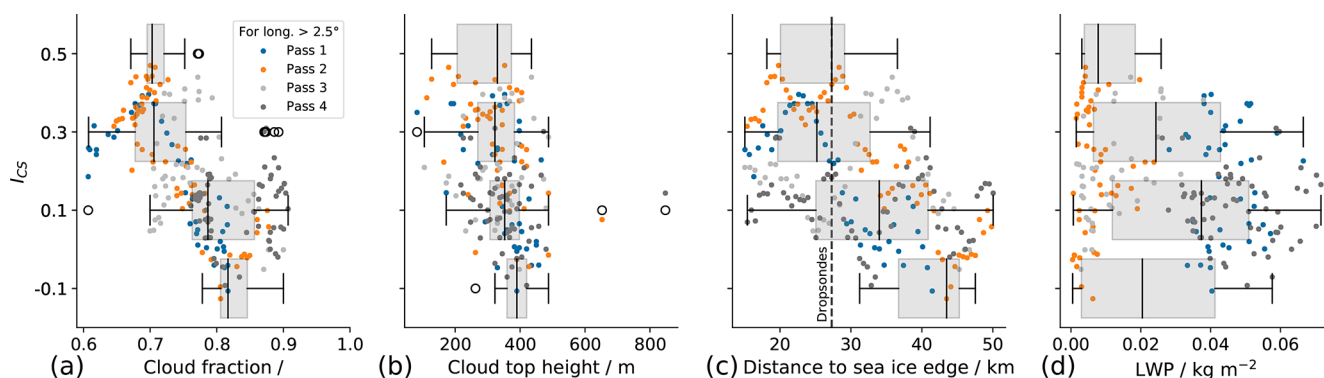 For long. > 2.5°
Pass 1
Pass 2
Pass 3
Pass 4
I_CS
0.5
0.3
0.1
-0.1
0.6 0.7 0.8 0.9 1.0
(a) Cloud fraction /
200 400 600 800
(b) Cloud top height / m
Dropsondes
20 30 40 50
(c) Distance to sea ice edge / km
0.00 0.02 0.04 0.06
(d) LWP / kg m⁻²